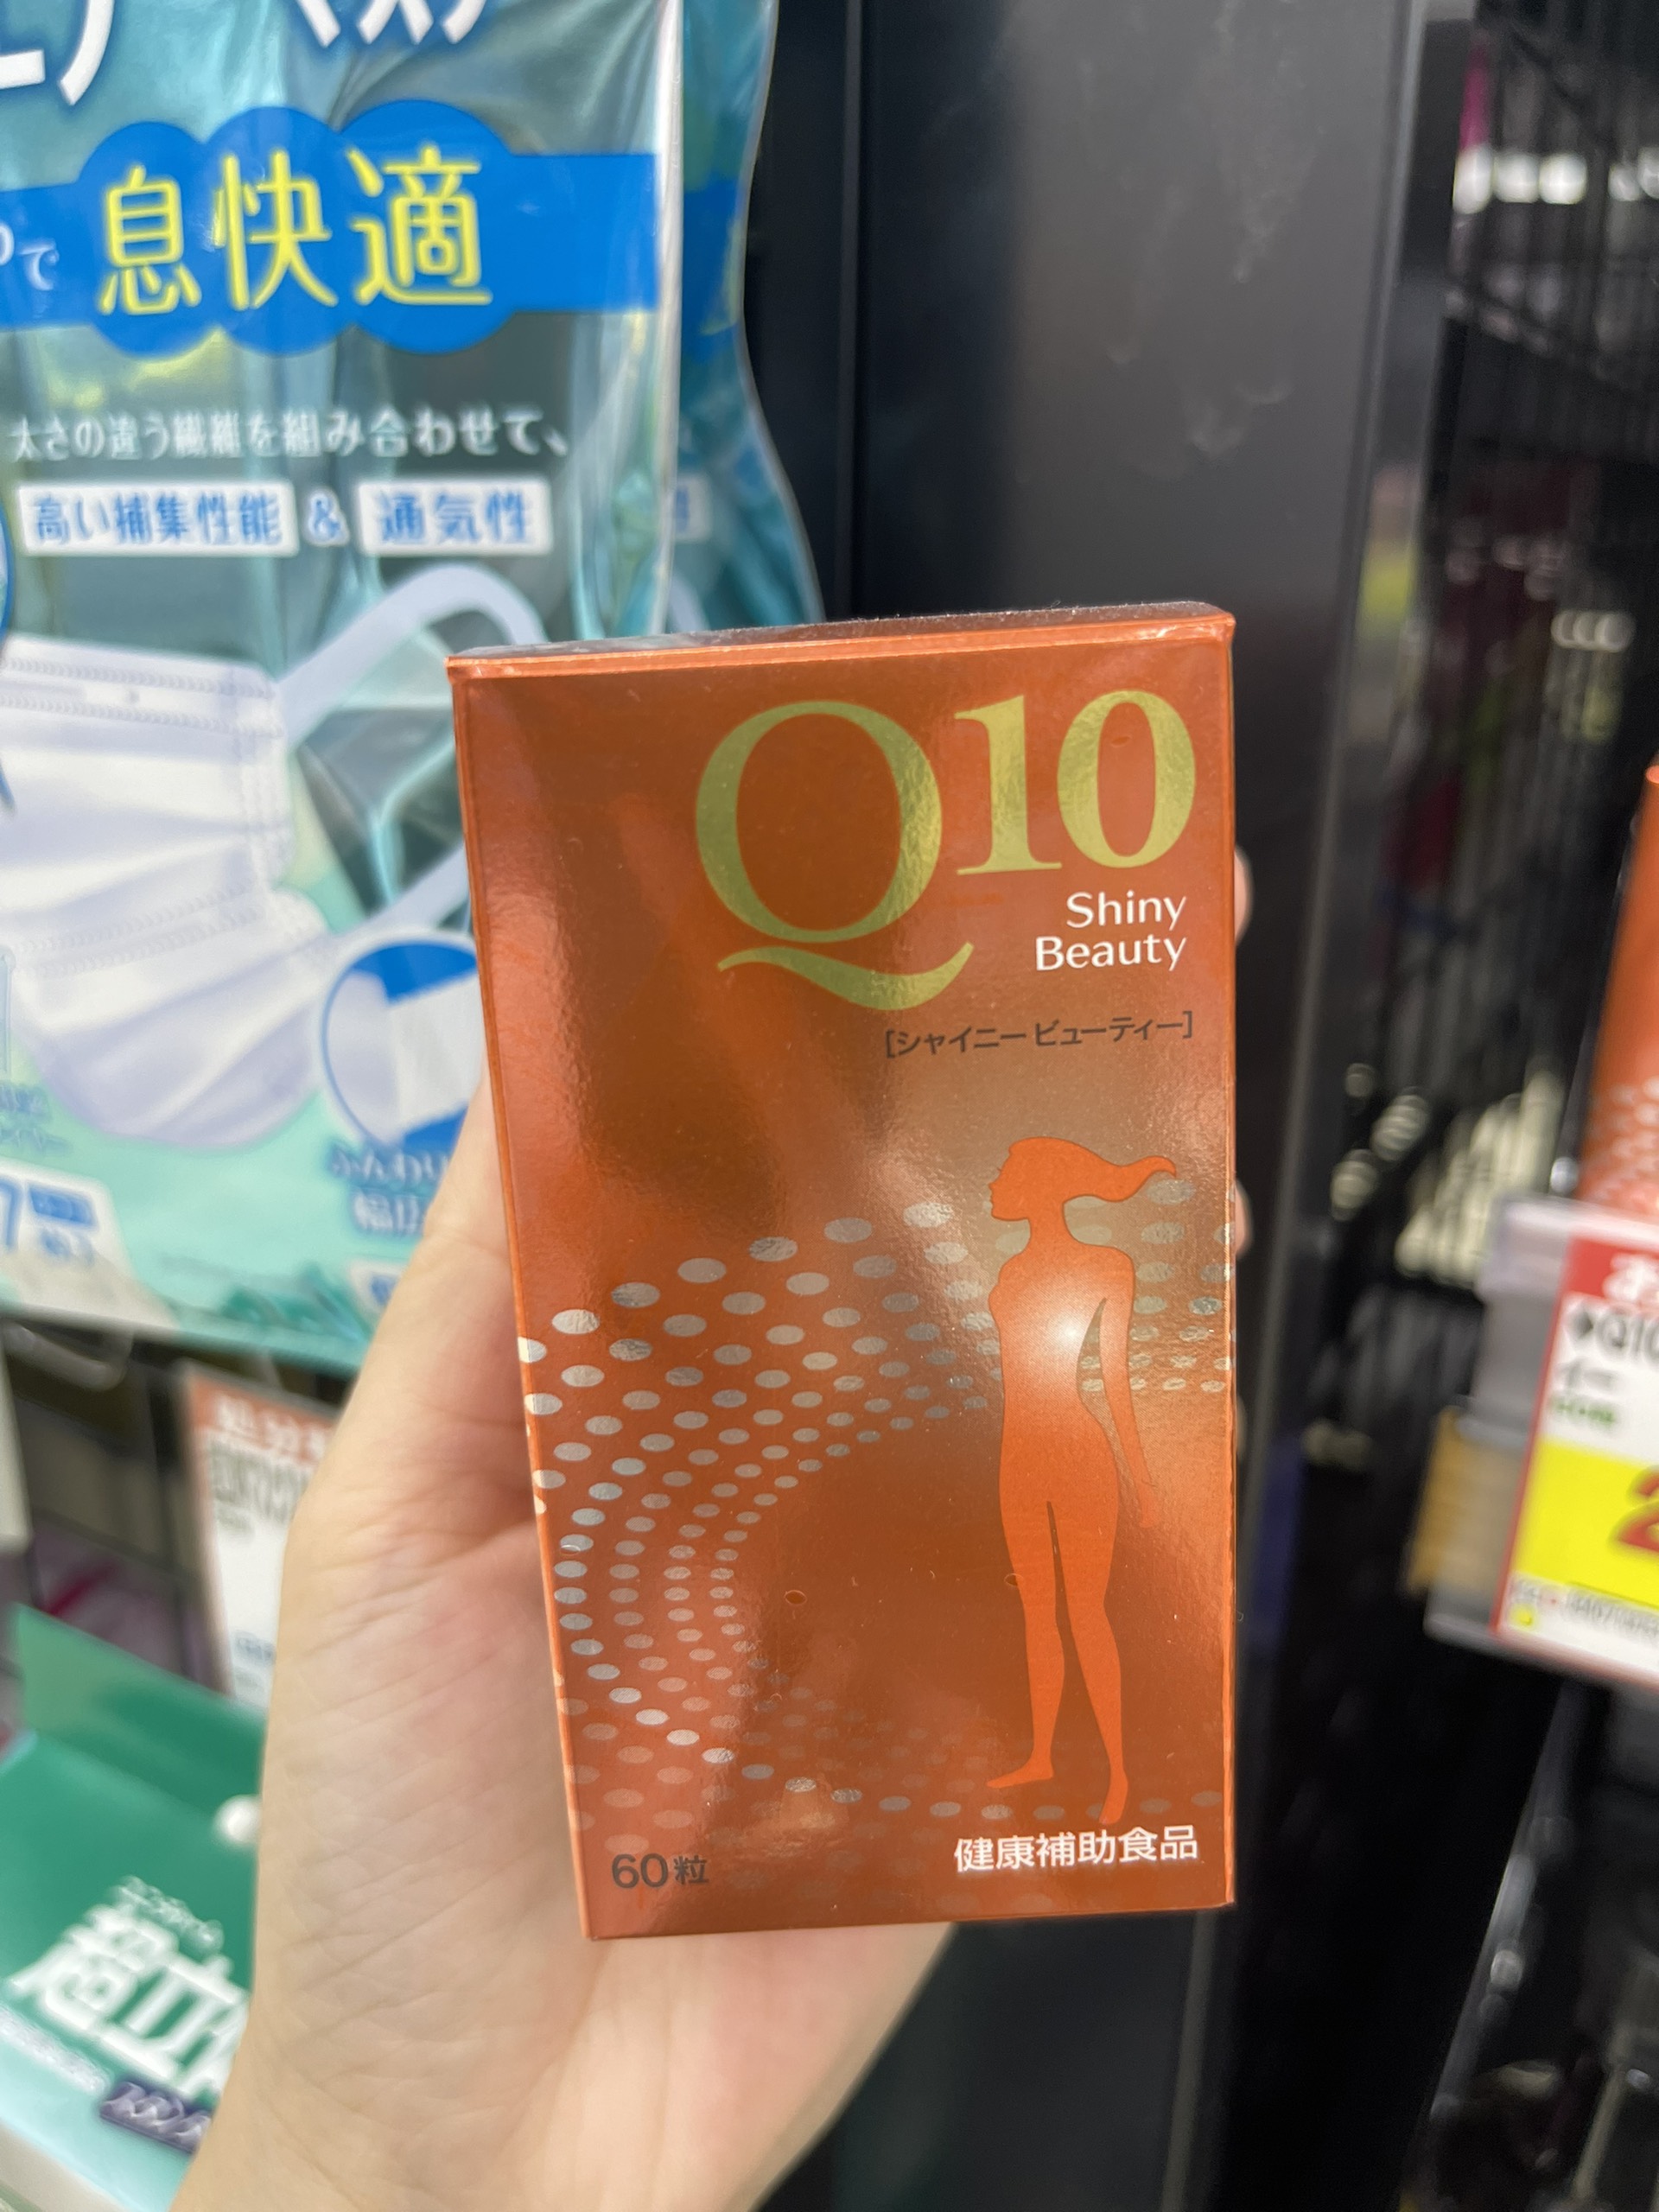 息快適
太さの違う繊維を組み合わせて、
高い捕集性能 & 通気性
Q10
Shiny
Beauty
[シャイニー ビューティー]
60粒
健康補助食品